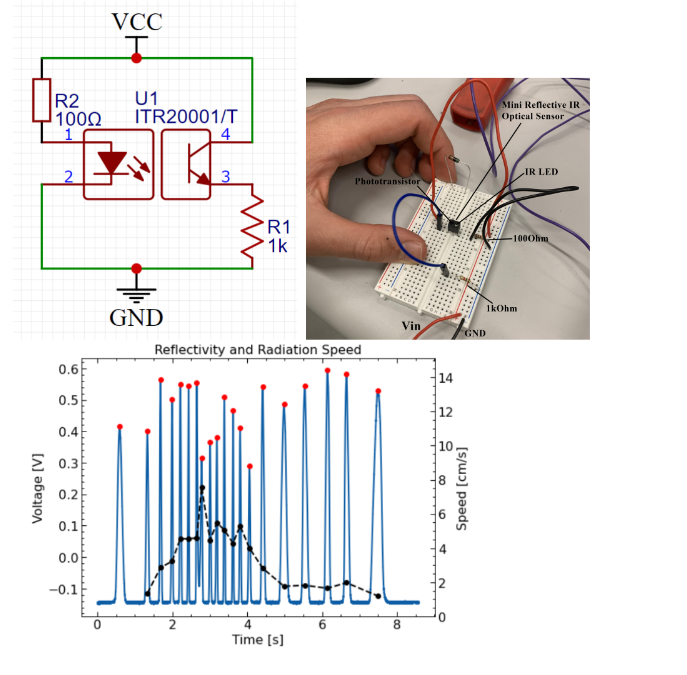 VCC
R2
100Ω
U1
ITR20001/T
1
4
2
3
R1
1k
GND
Mini Reflective IR
Optical Sensor
Phototransistor
IR LED
100Ohm
1kOhm
Vin
GND
Reflectivity and Radiation Speed
0.6
0.5
0.4
0.3
0.2
0.1
0.0
−0.1
Voltage [V]
14
12
10
8
6
4
2
0
Speed [cm/s]
0 2 4 6 8
Time [s]